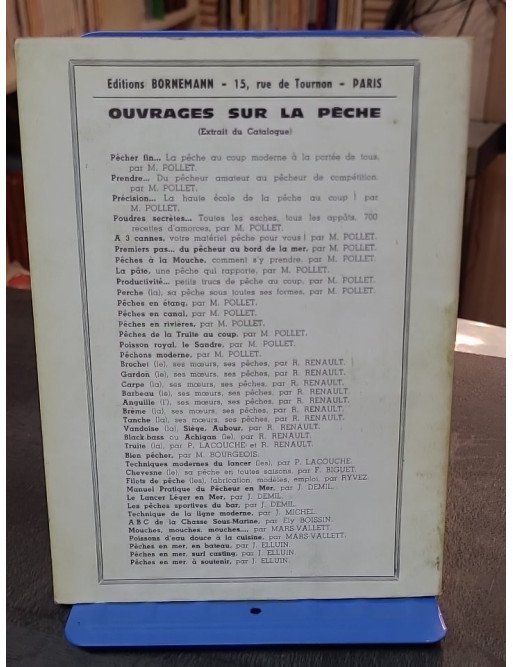 Editions BORNEMANN - 15, rue de Tournon - PARIS
OUVRAGES SUR LA PÊCHE
(Extrait du Catalogue)
Pêcher fin... La pêche au coup moderne à la portée de tous,
par M. POLLET.
Prendre... Du pêcheur amateur au pêcheur de compétition.
par M. POLLET.
Précision... La haute école de la pêche au coup ! par
M. POLLET.
Poudres secrètes... Toutes les esches, tous les appâts, 700
recettes d'amorces, par M. POLLET.
A 3 cannes, votre matériel pêche pour vous ! par M. POLLET.
Premiers pas... du pêcheur au bord de la mer, par M. POLLET.
Pêches à la Mouche, comment s'y prendre, par M. POLLET.
La pâte, une pêche qui rapporte, par M. POLLET.
Productivité... petits trucs de pêche au coup, par M. POLLET.
Perche (la), sa pêche sous toutes ses formes, par M. POLLET.
Pêches en étang, par M. POLLET.
Pêches en canal, par M. POLLET.
Pêches en rivières, par M. POLLET.
Pêches de la Truite au coup, par M. POLLET.
Poisson royal, le Sandre, par M. POLLET.
Pêchons moderne, par M. POLLET.
Brochet (le), ses mœurs, ses pêches, par R. RENAULT.
Gardon (le), ses mœurs, ses pêches, par R. RENAULT.
Carpe (la), ses mœurs, ses pêches, par R. RENAULT.
Barbeau (le), ses mœurs, ses pêches, par R. RENAULT.
Anguille (l'), ses mœurs, ses pêches, par R. RENAULT.
Brème (la), ses mœurs, ses pêches, par R. RENAULT.
Tanche (la), ses mœurs, ses pêches, par R. RENAULT.
Vandoise (la), Siège, Aubour, par R. RENAULT.
Black-bass ou Achigan (le), par R. RENAULT.
Truite (la), par P. LACOUCHE et R. RENAULT.
Bien pêcher, par M. BOURGEOIS.
Techniques modernes du lancer (les), par P. LACOUCHE.
Chevesne (le), sa pêche en toutes saisons, par F. BIGUET.
Filets de pêche (les), fabrication, modèles, emploi, par RYVEZ
Manuel Pratique du Pêcheur en Mer, par J. DEMIL.
Le Lancer Léger en Mer, par J. DEMIL.
Les pêches sportives du bar, par J. DEMIL.
Technique de la ligne moderne, par J. MICHEL.
A B C de la Chasse Sous-Marine, par Ely BOISSIN.
Mouches, mouches, mouches..., par MARS-VALLETT.
Poissons d'eau douce à la cuisine, par MARS-VALLETT.
Pêches en mer, en bateau, par J. ELLUIN.
Pêches en mer, surf casting, par J. ELLUIN.
Pêches en mer, à soutenir, par J. ELLUIN.